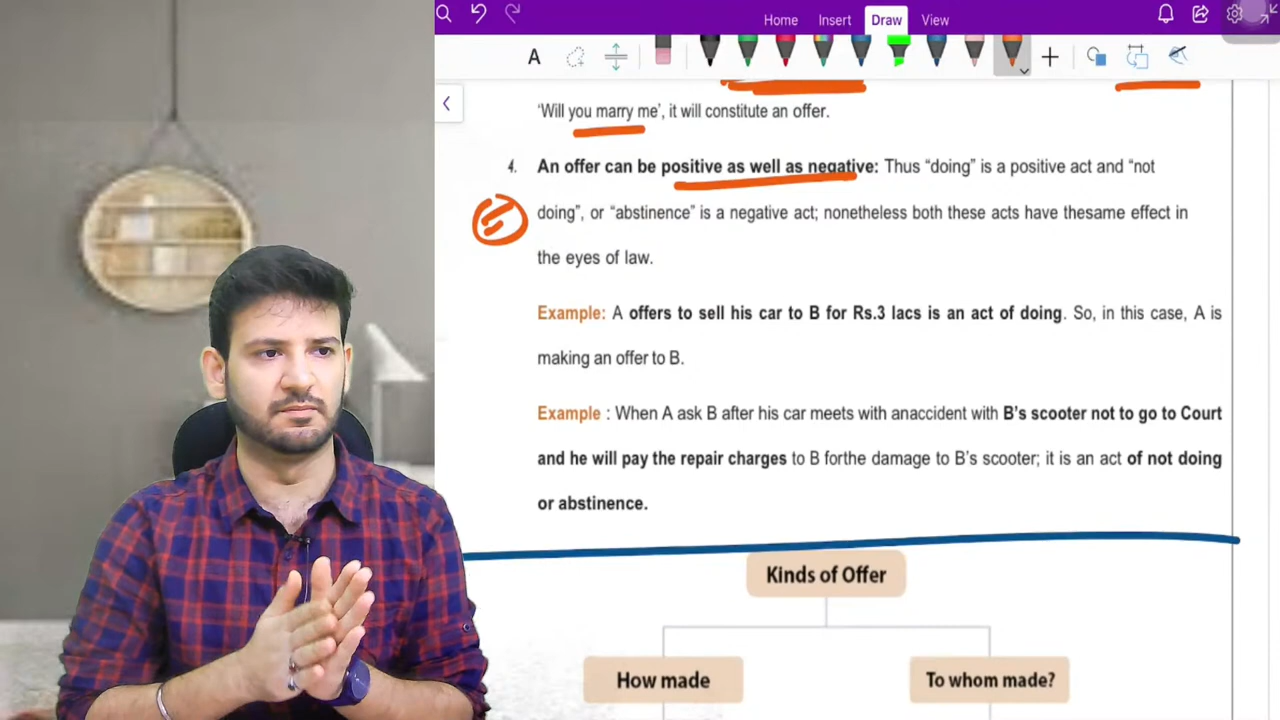 Home Insert Draw View
A
'Will you marry me', it will constitute an offer.
4. An offer can be positive as well as negative: Thus "doing" is a positive act and "not
doing", or "abstinence" is a negative act; nonetheless both these acts have thesame effect in
the eyes of law.
Example: A offers to sell his car to B for Rs.3 lacs is an act of doing. So, in this case, A is
making an offer to B.
Example : When A ask B after his car meets with anaccident with B's scooter not to go to Court
and he will pay the repair charges to B forthe damage to B's scooter; it is an act of not doing
or abstinence.
Kinds of Offer
How made
To whom made?